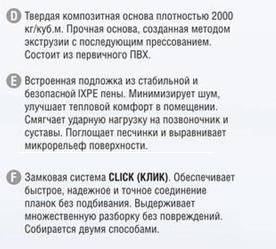 D Твердая композитная основа плотностью 2000
кг/куб.м. Прочная основа, созданная методом
экструзии с последующим прессованием.
Состоит из первичного ПВХ.
E Встроенная подложка из стабильной и
безопасной IXPE пены. Минимизирует шум,
улучшает тепловой комфорт в помещении.
Смягчает ударную нагрузку на позвоночник и
суставы. Поглощает песчинки и выравнивает
микрорельеф поверхности.
F Замковая система CLICK (КЛИК). Обеспечивает
быстрое, надежное и точное соединение
планок без подбивания. Выдерживает
множественную разборку без повреждений.
Собирается двумя способами.